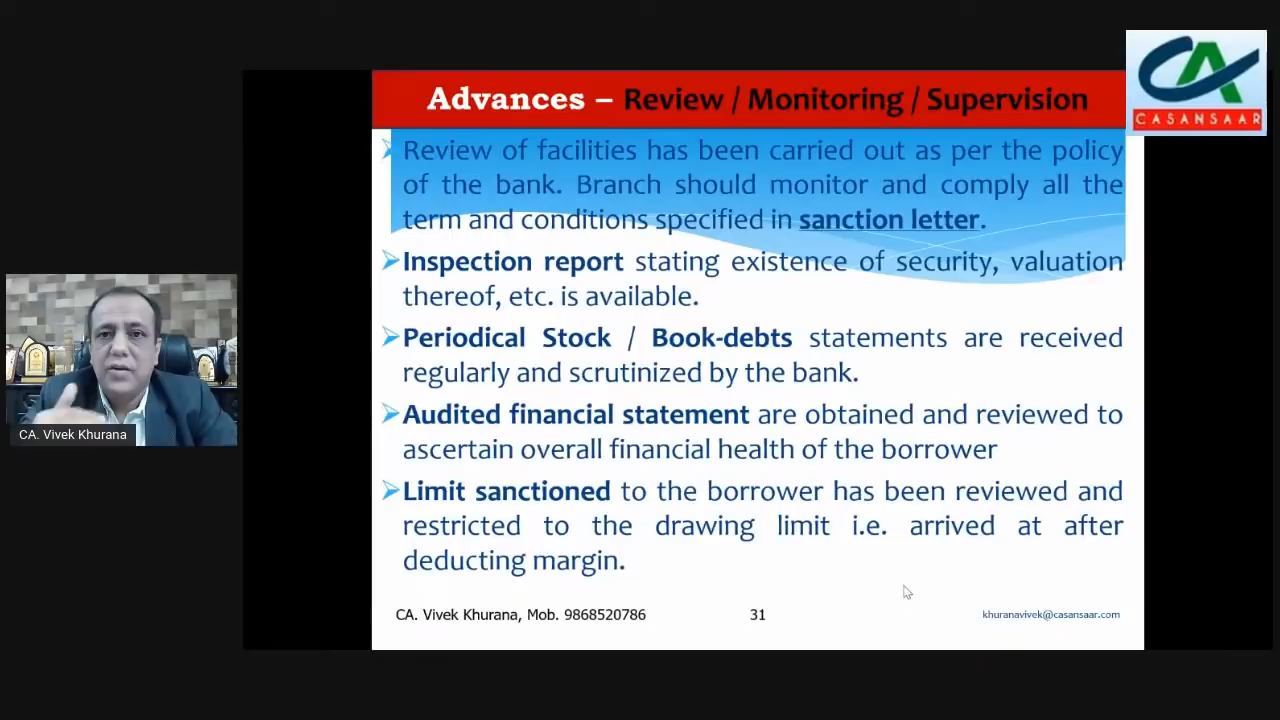 CASANSAAR
Advances – Review / Monitoring / Supervision
➤Review of facilities has been carried out as per the policy
of the bank. Branch should monitor and comply all the
term and conditions specified in sanction letter.
➤Inspection report stating existence of security, valuation
thereof, etc. is available.
➤Periodical Stock / Book-debts statements are received
regularly and scrutinized by the bank.
➤Audited financial statement are obtained and reviewed to
ascertain overall financial health of the borrower
➤Limit sanctioned to the borrower has been reviewed and
restricted to the drawing limit i.e. arrived at after
deducting margin.
CA. Vivek Khurana
CA. Vivek Khurana, Mob. 9868520786
31
khuranavivek@casansaar.com